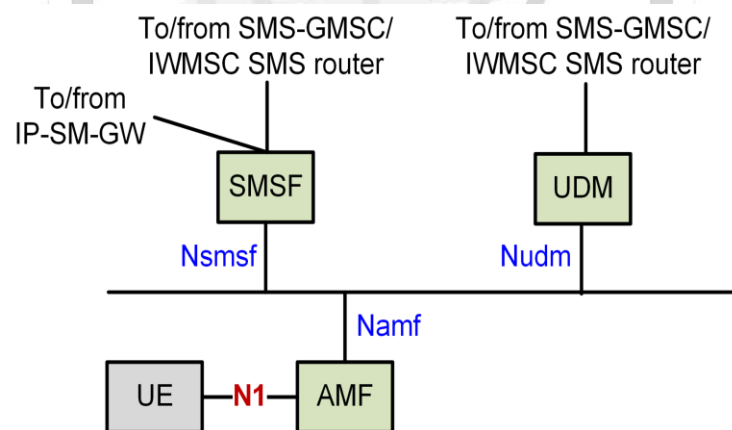 To/from SMS-GMSC/
IWMSC SMS router
To/from SMS-GMSC/
IWMSC SMS router
To/from
IP-SM-GW
SMSF
UDM
Nsmsf
Nudm
Namf
UE
N1
AMF